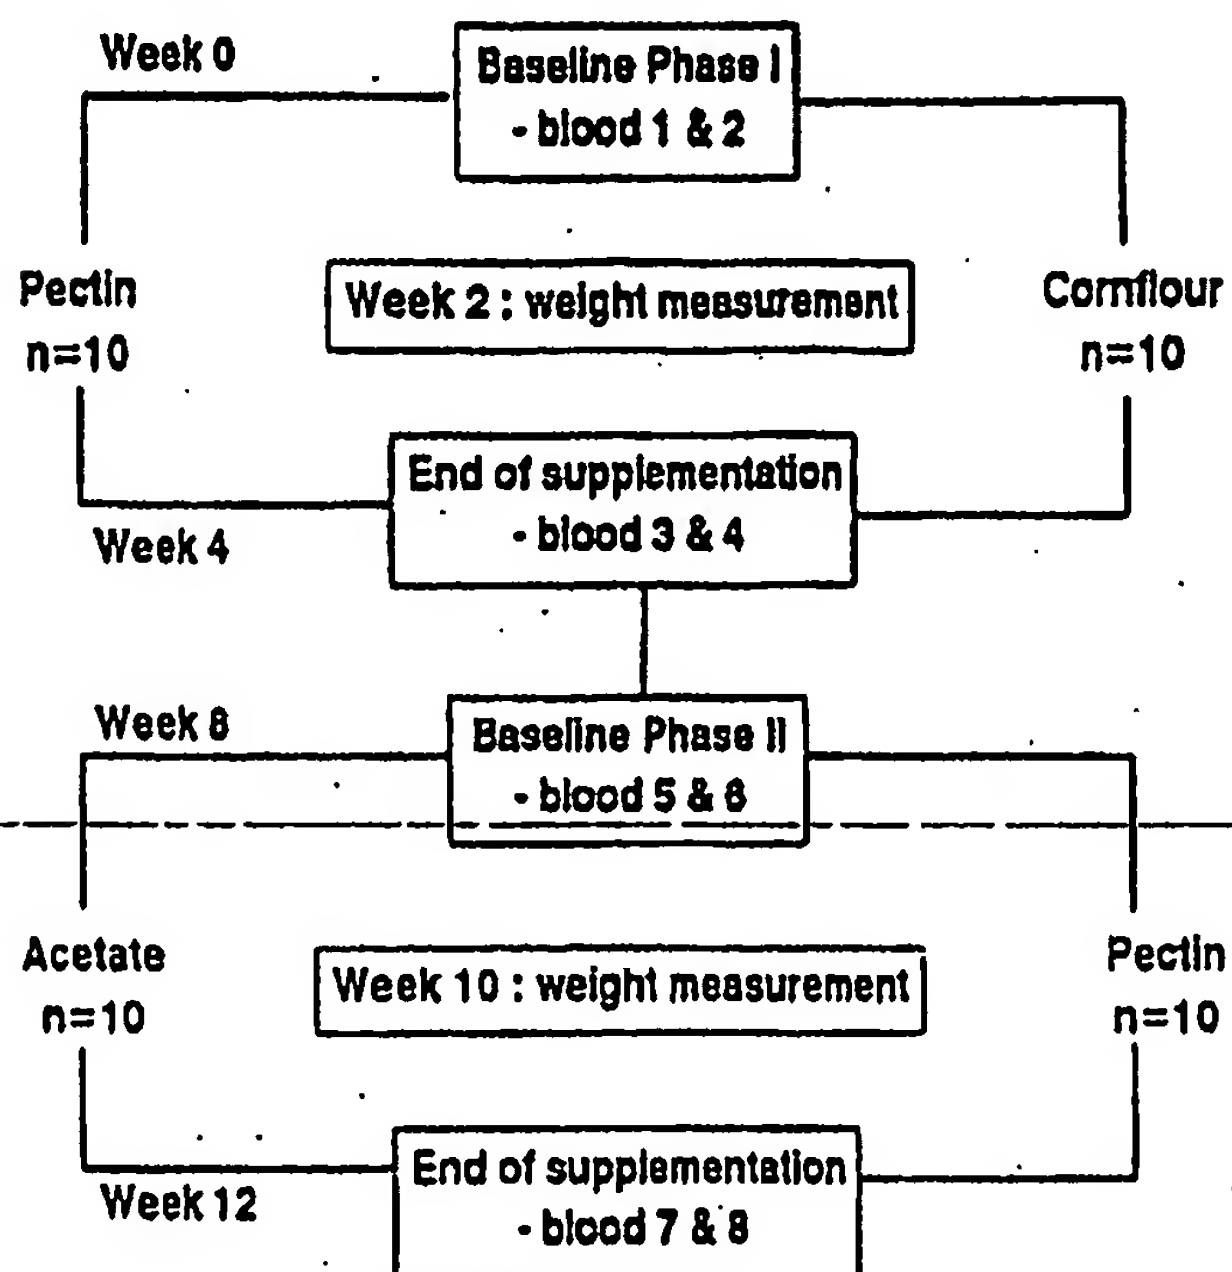 Week 0
Baseline Phase I
- blood 1 & 2
Pectin
n=10
Week 2 : weight measurement
Cornflour
n=10
End of supplementation
- blood 3 & 4
Week 4
Week 8
Baseline Phase II
- blood 5 & 6
Acetate
n=10
Week 10 : weight measurement
Pectin
n=10
End of supplementation
- blood 7 & 8
Week 12